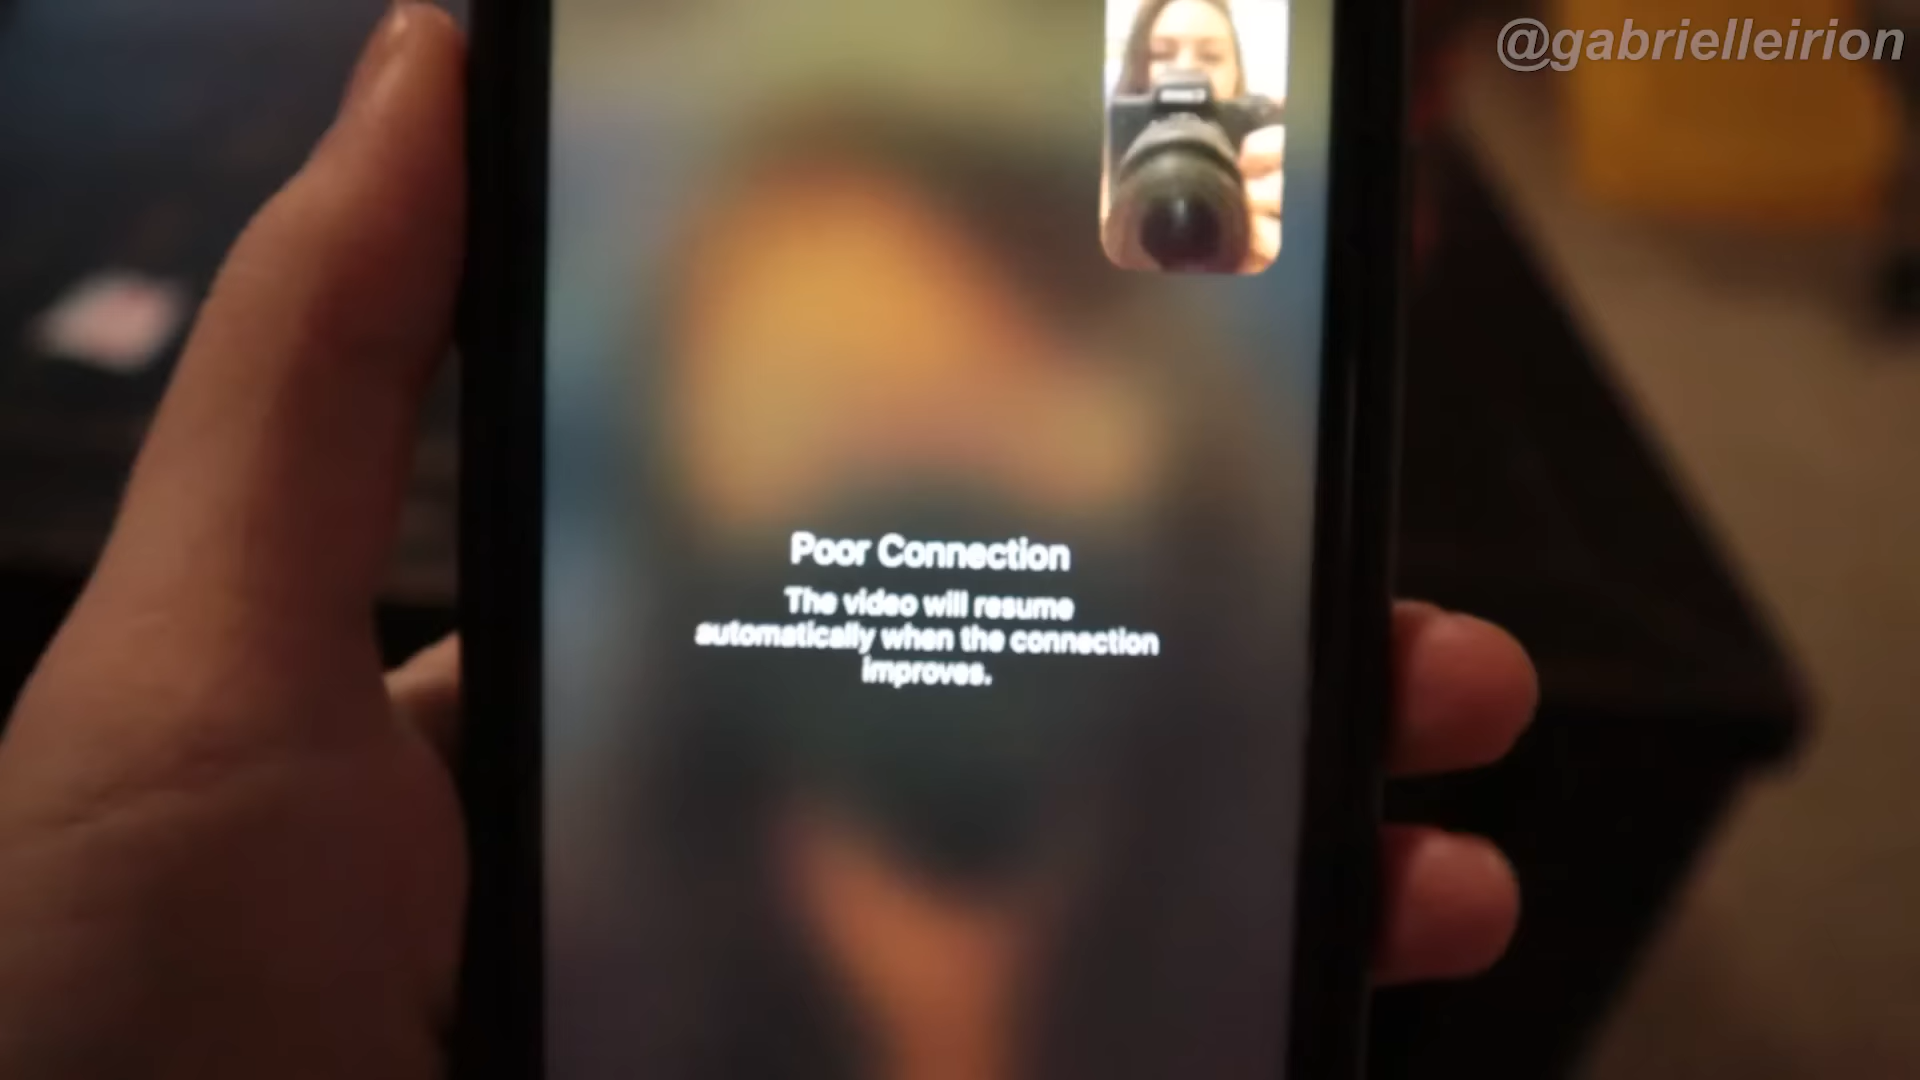 @gabrielleirion
Poor Connection
The video will resume
automatically when the connection
improves.